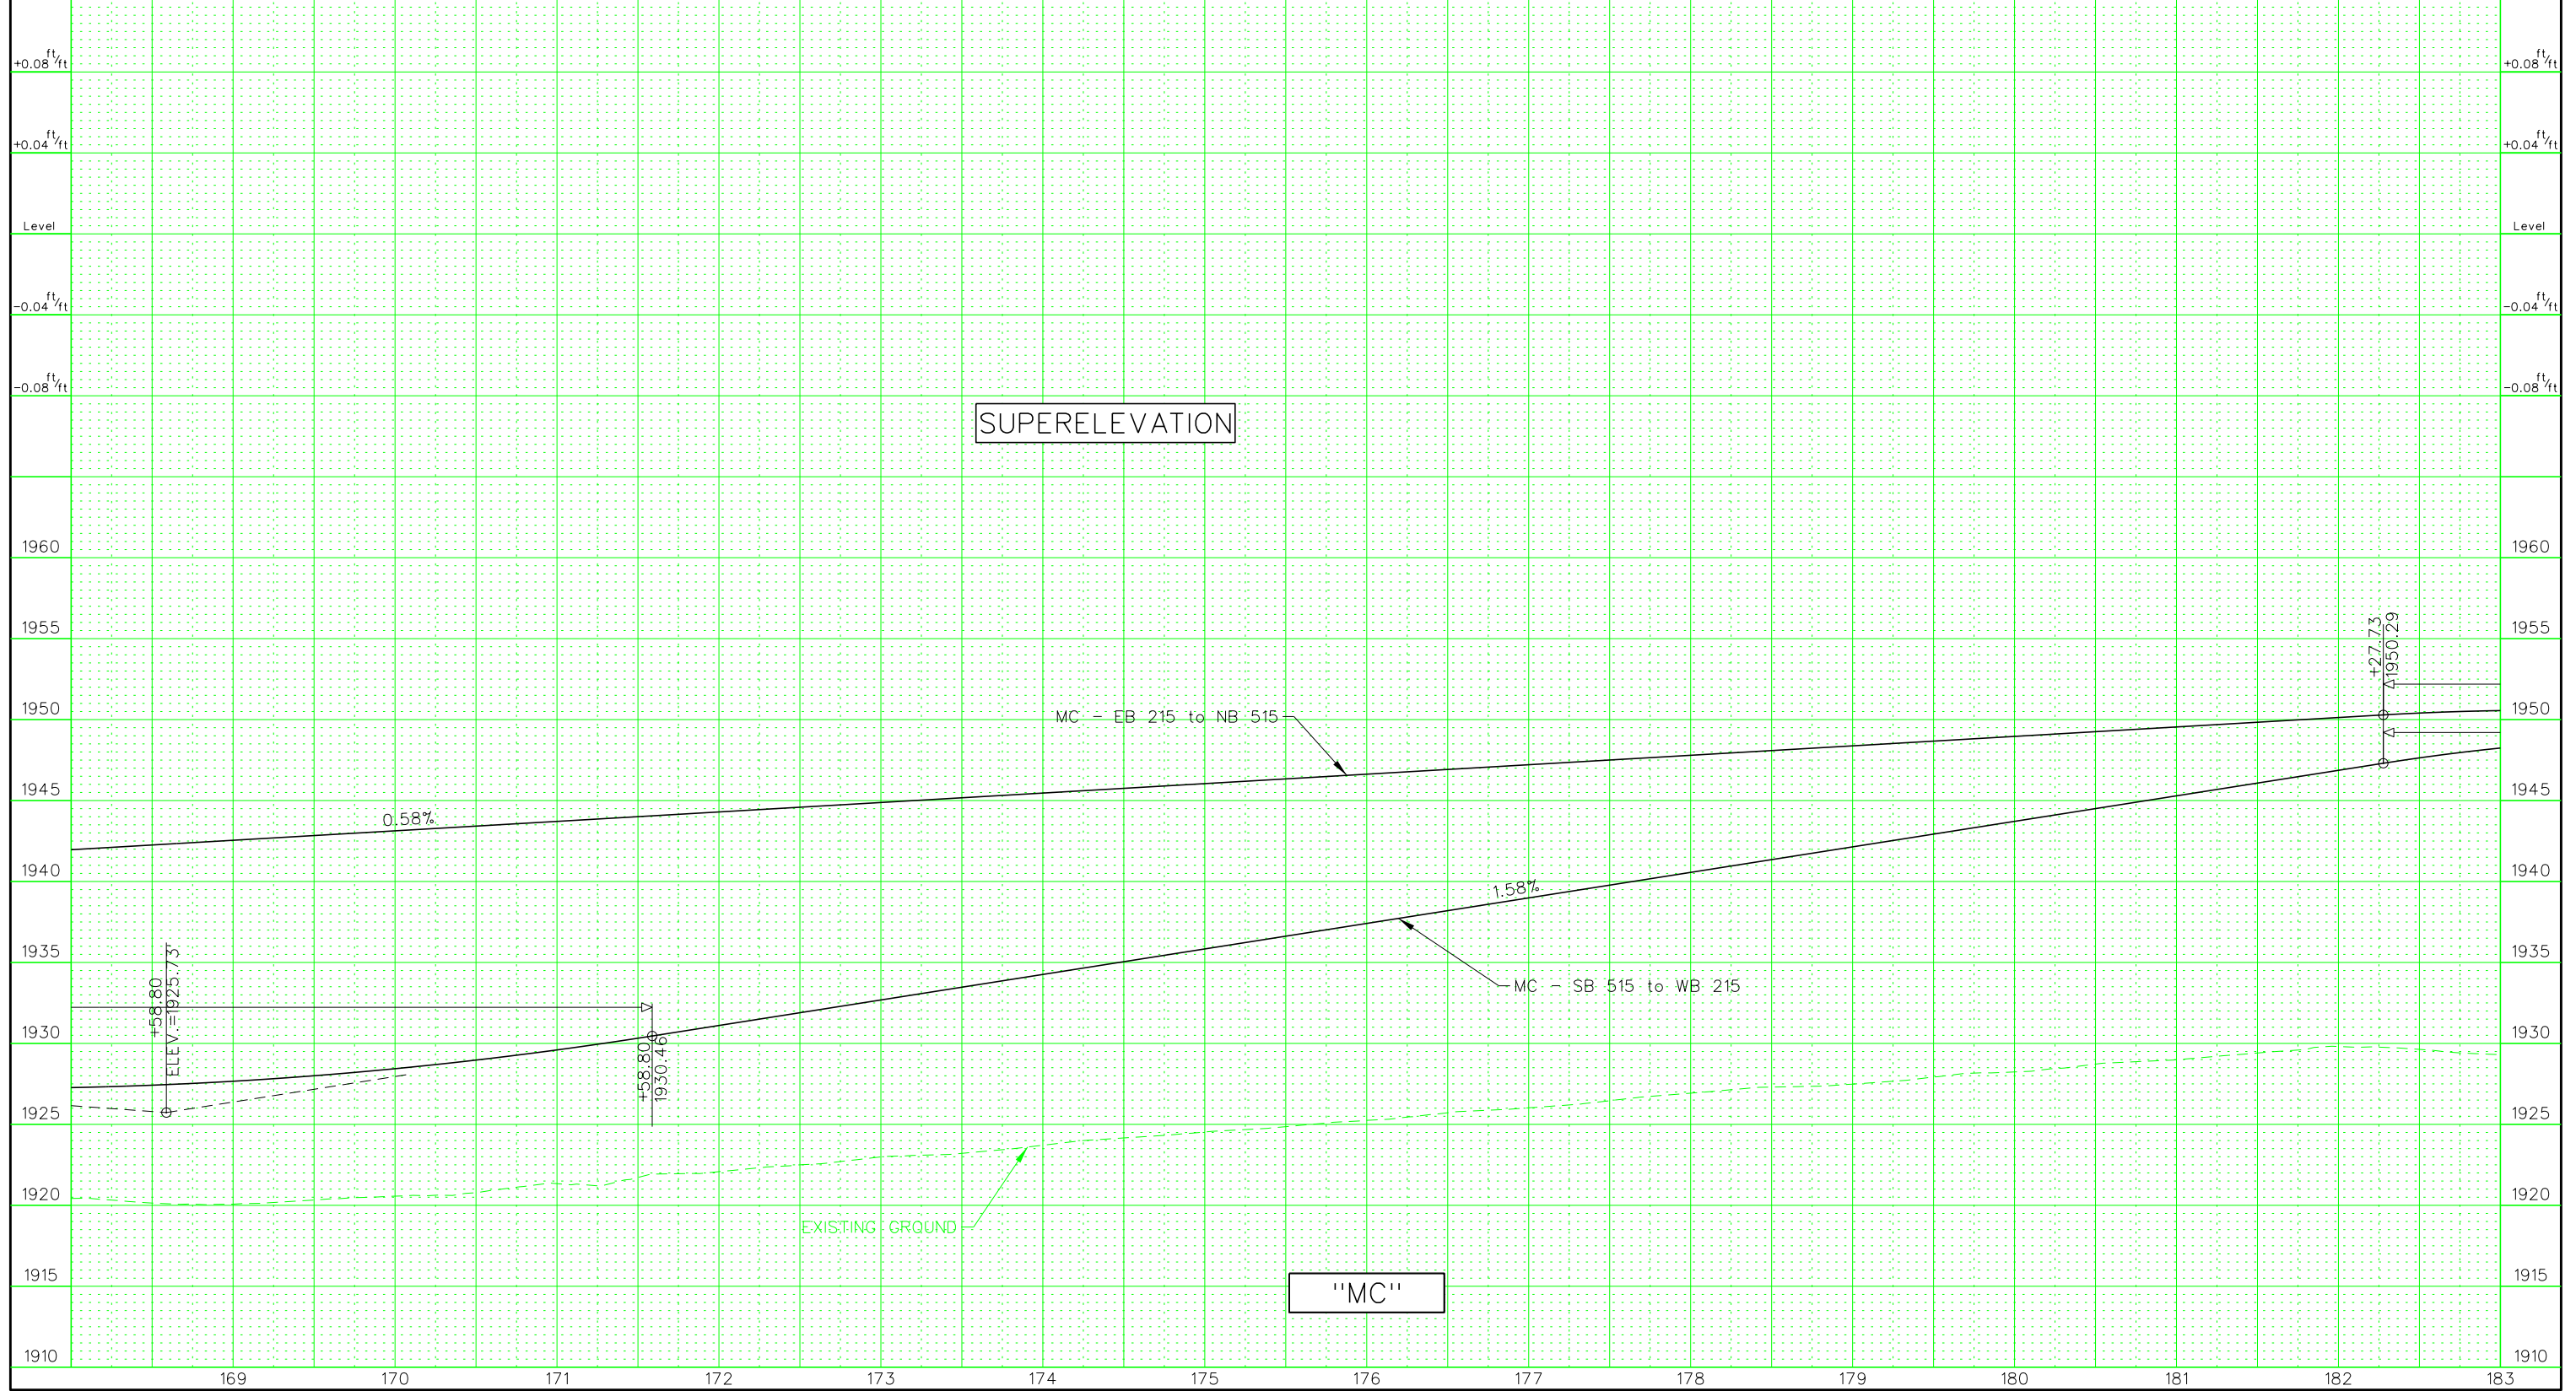 +0.08 ft/ft
+0.08 ft/ft
+0.04 ft/ft
+0.04 ft/ft
Level
Level
-0.04 ft/ft
-0.04 ft/ft
-0.08 ft/ft
-0.08 ft/ft
SUPERELEVATION
1960
1960
1955
1955
+27.73
1950.29
1950
MC - EB 215 to NB 515
1950
1945
1945
0.58%
1940
1.58%
1940
1935
1935
+58.80
ELEV.=1925.73'
MC - SB 515 to WB 215
1930
1930
+58.80
1930.46
1925
1925
1920
1920
EXISTING GROUND
1915
"MC"
1915
1910
1910
169 170 171 172 173 174 175 176 177 178 179 180 181 182 183